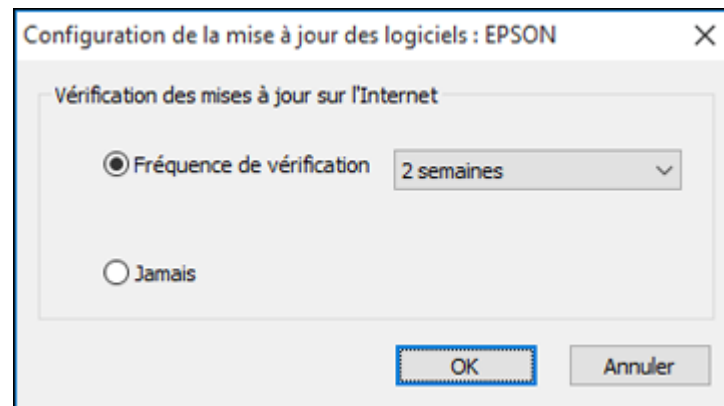 Configuration de la mise à jour des logiciels : EPSON
Vérification des mises à jour sur l'Internet
Fréquence de vérification 2 semaines
Jamais
OK Annuler